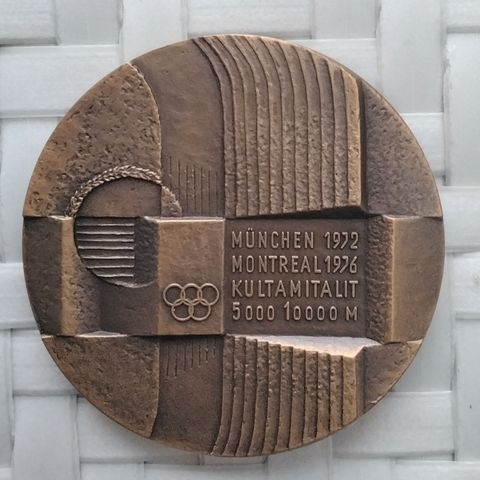 MÜNCHEN 1972
MONTREAL 1976
KULTAMITALIT
5000 10000 M